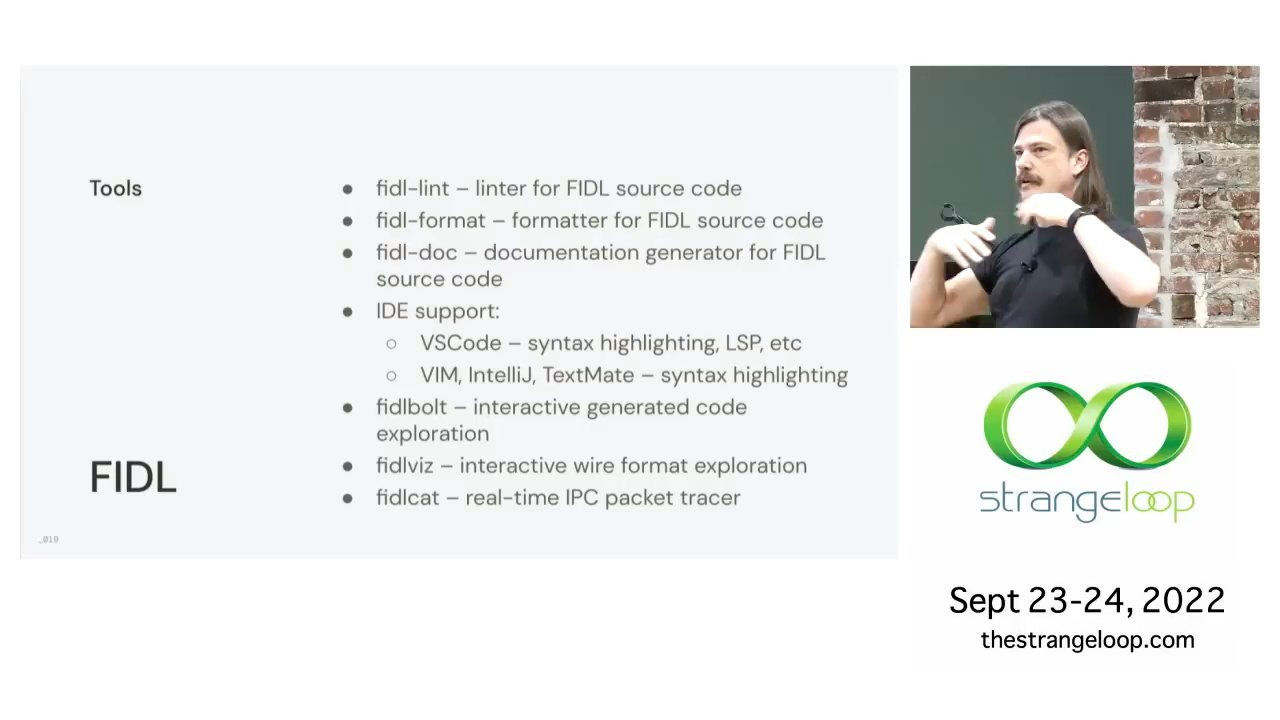 Tools
● fidl-lint – linter for FIDL source code
● fidl-format – formatter for FIDL source code
● fidl-doc – documentation generator for FIDL
source code
● IDE support:
○ VSCode – syntax highlighting, LSP, etc
○ VIM, IntelliJ, TextMate – syntax highlighting
● fidlbolt – interactive generated code
exploration
● fidlviz – interactive wire format exploration
● fidlcat – real-time IPC packet tracer
FIDL
_019
strangeloop
Sept 23-24, 2022
thestrangeloop.com